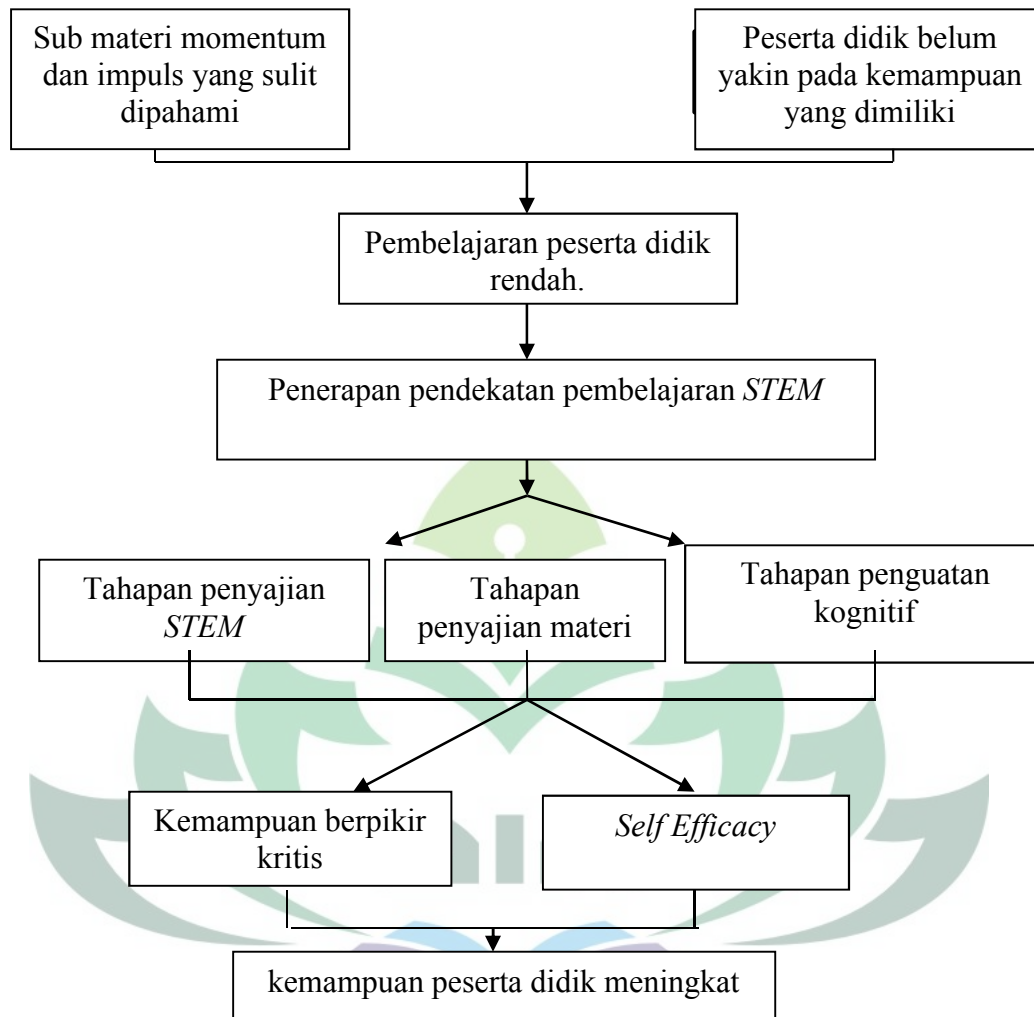 Sub materi momentum
dan impuls yang sulit
dipahami
Peserta didik belum
yakin pada kemampuan
yang dimiliki
Pembelajaran peserta didik
rendah.
Penerapan pendekatan pembelajaran STEM
Tahapan penyajian
STEM
Tahapan
penyajian materi
Tahapan penguatan
kognitif
Kemampuan berpikir
kritis
Self Efficacy
kemampuan peserta didik meningkat